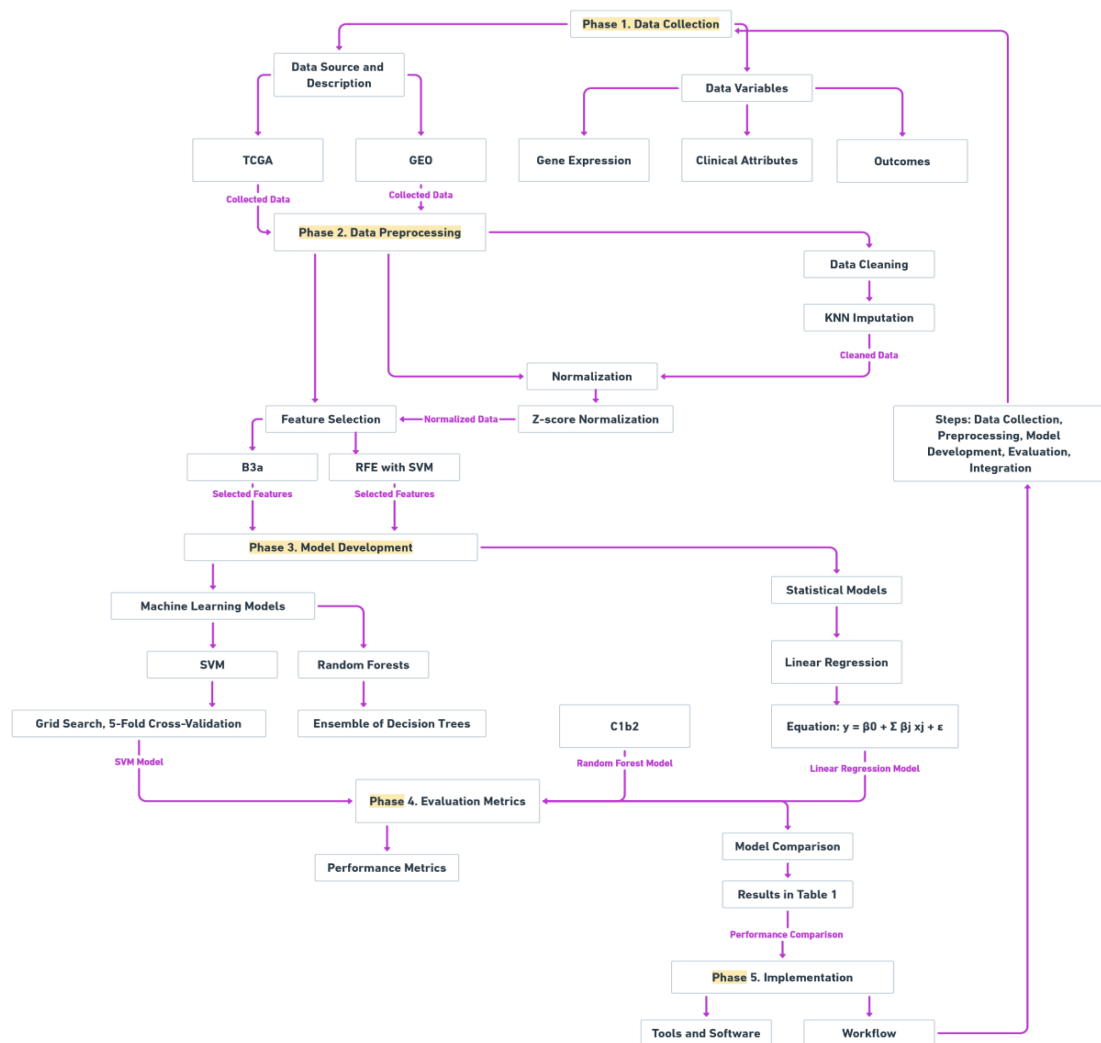 Phase 1. Data Collection
Data Source and
Description
Data Variables
TCGA
GEO
Gene Expression
Clinical Attributes
Outcomes
Collected Data
Collected Data
Phase 2. Data Preprocessing
Data Cleaning
KNN Imputation
Cleaned Data
Normalization
Feature Selection
Normalized Data
Z-score Normalization
Steps: Data Collection,
Preprocessing, Model
Development, Evaluation,
Integration
B3a
RFE with SVM
Selected Features
Selected Features
Phase 3. Model Development
Machine Learning Models
Statistical Models
SVM
Random Forests
Linear Regression
Grid Search, 5-Fold Cross-Validation
Ensemble of Decision Trees
C1b2
Equation: y = β0 + Σ βj xj + ε
SVM Model
Random Forest Model
Linear Regression Model
Phase 4. Evaluation Metrics
Performance Metrics
Model Comparison
Results in Table 1
Performance Comparison
Phase 5. Implementation
Tools and Software
Workflow